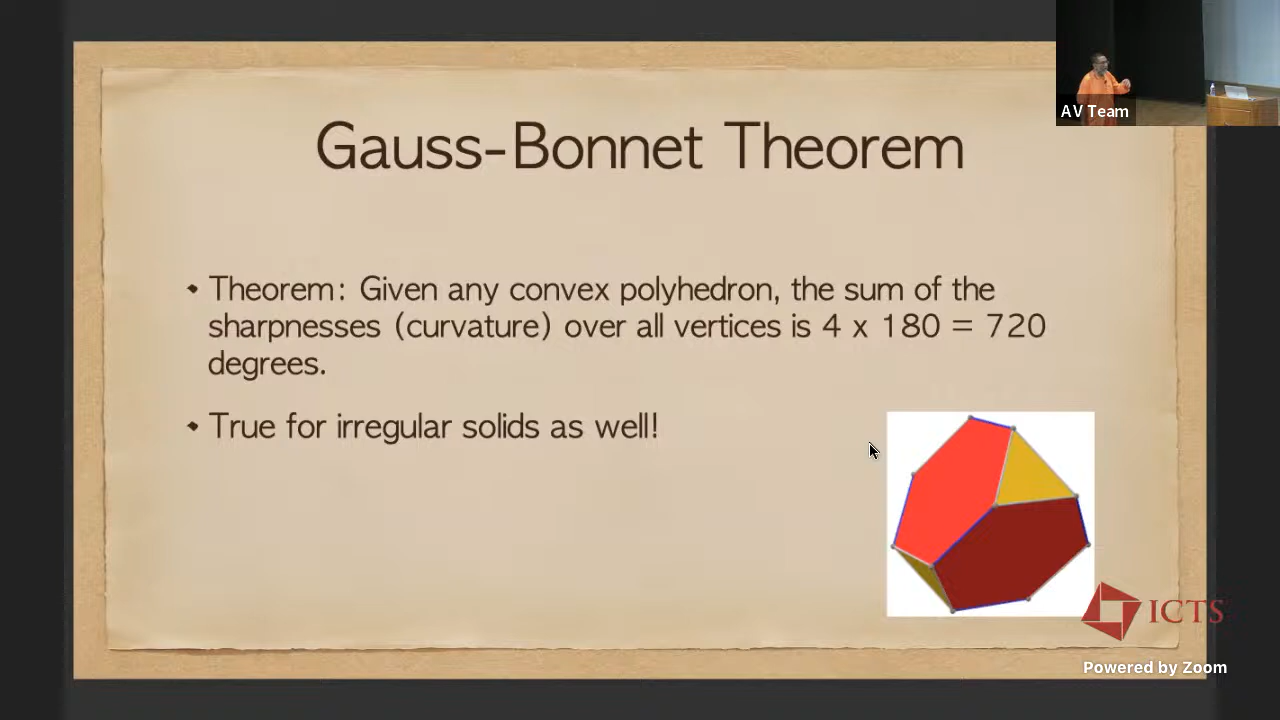 AV Team
Gauss-Bonnet Theorem
• Theorem: Given any convex polyhedron, the sum of the
sharpnesses (curvature) over all vertices is 4 x 180 = 720
degrees.
• True for irregular solids as well!
ICTS
Powered by Zoom